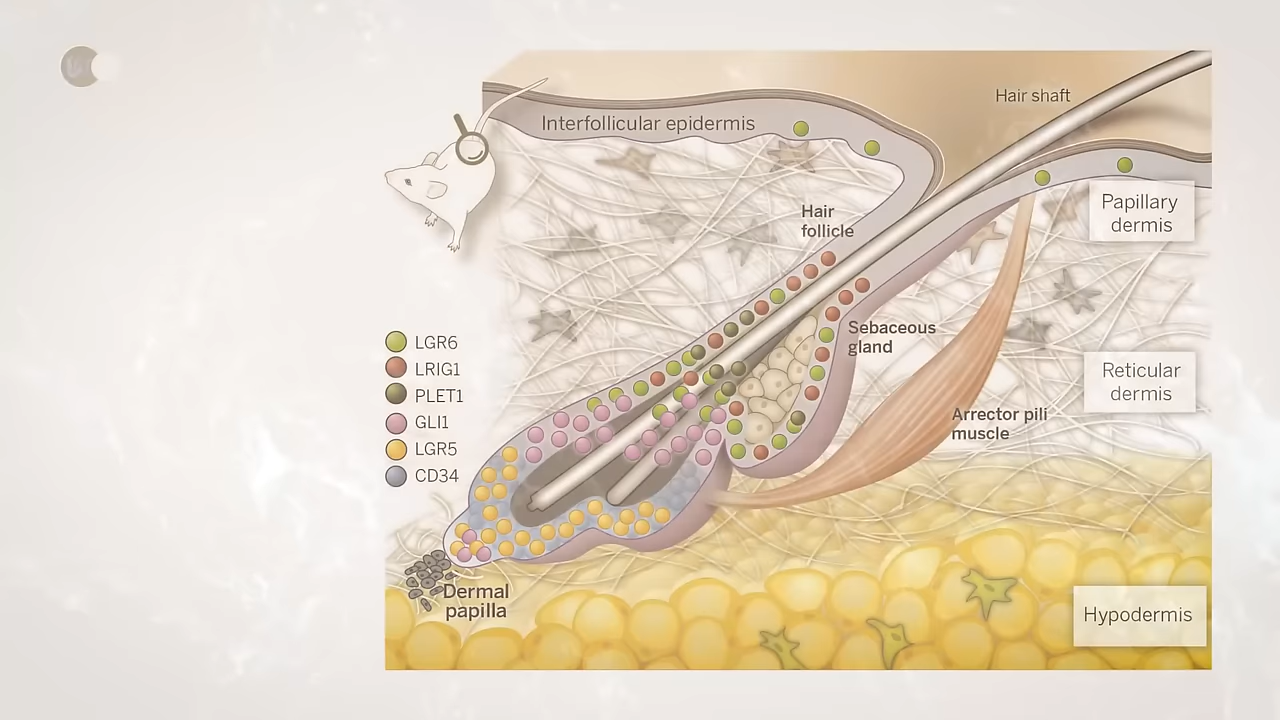 Hair shaft
Interfollicular epidermis
Papillary
dermis
Hair
follicle
Sebaceous
gland
LGR6
LRIG1
PLET1
GLI1
LGR5
CD34
Reticular
dermis
Arrector pili
muscle
Dermal
papilla
Hypodermis